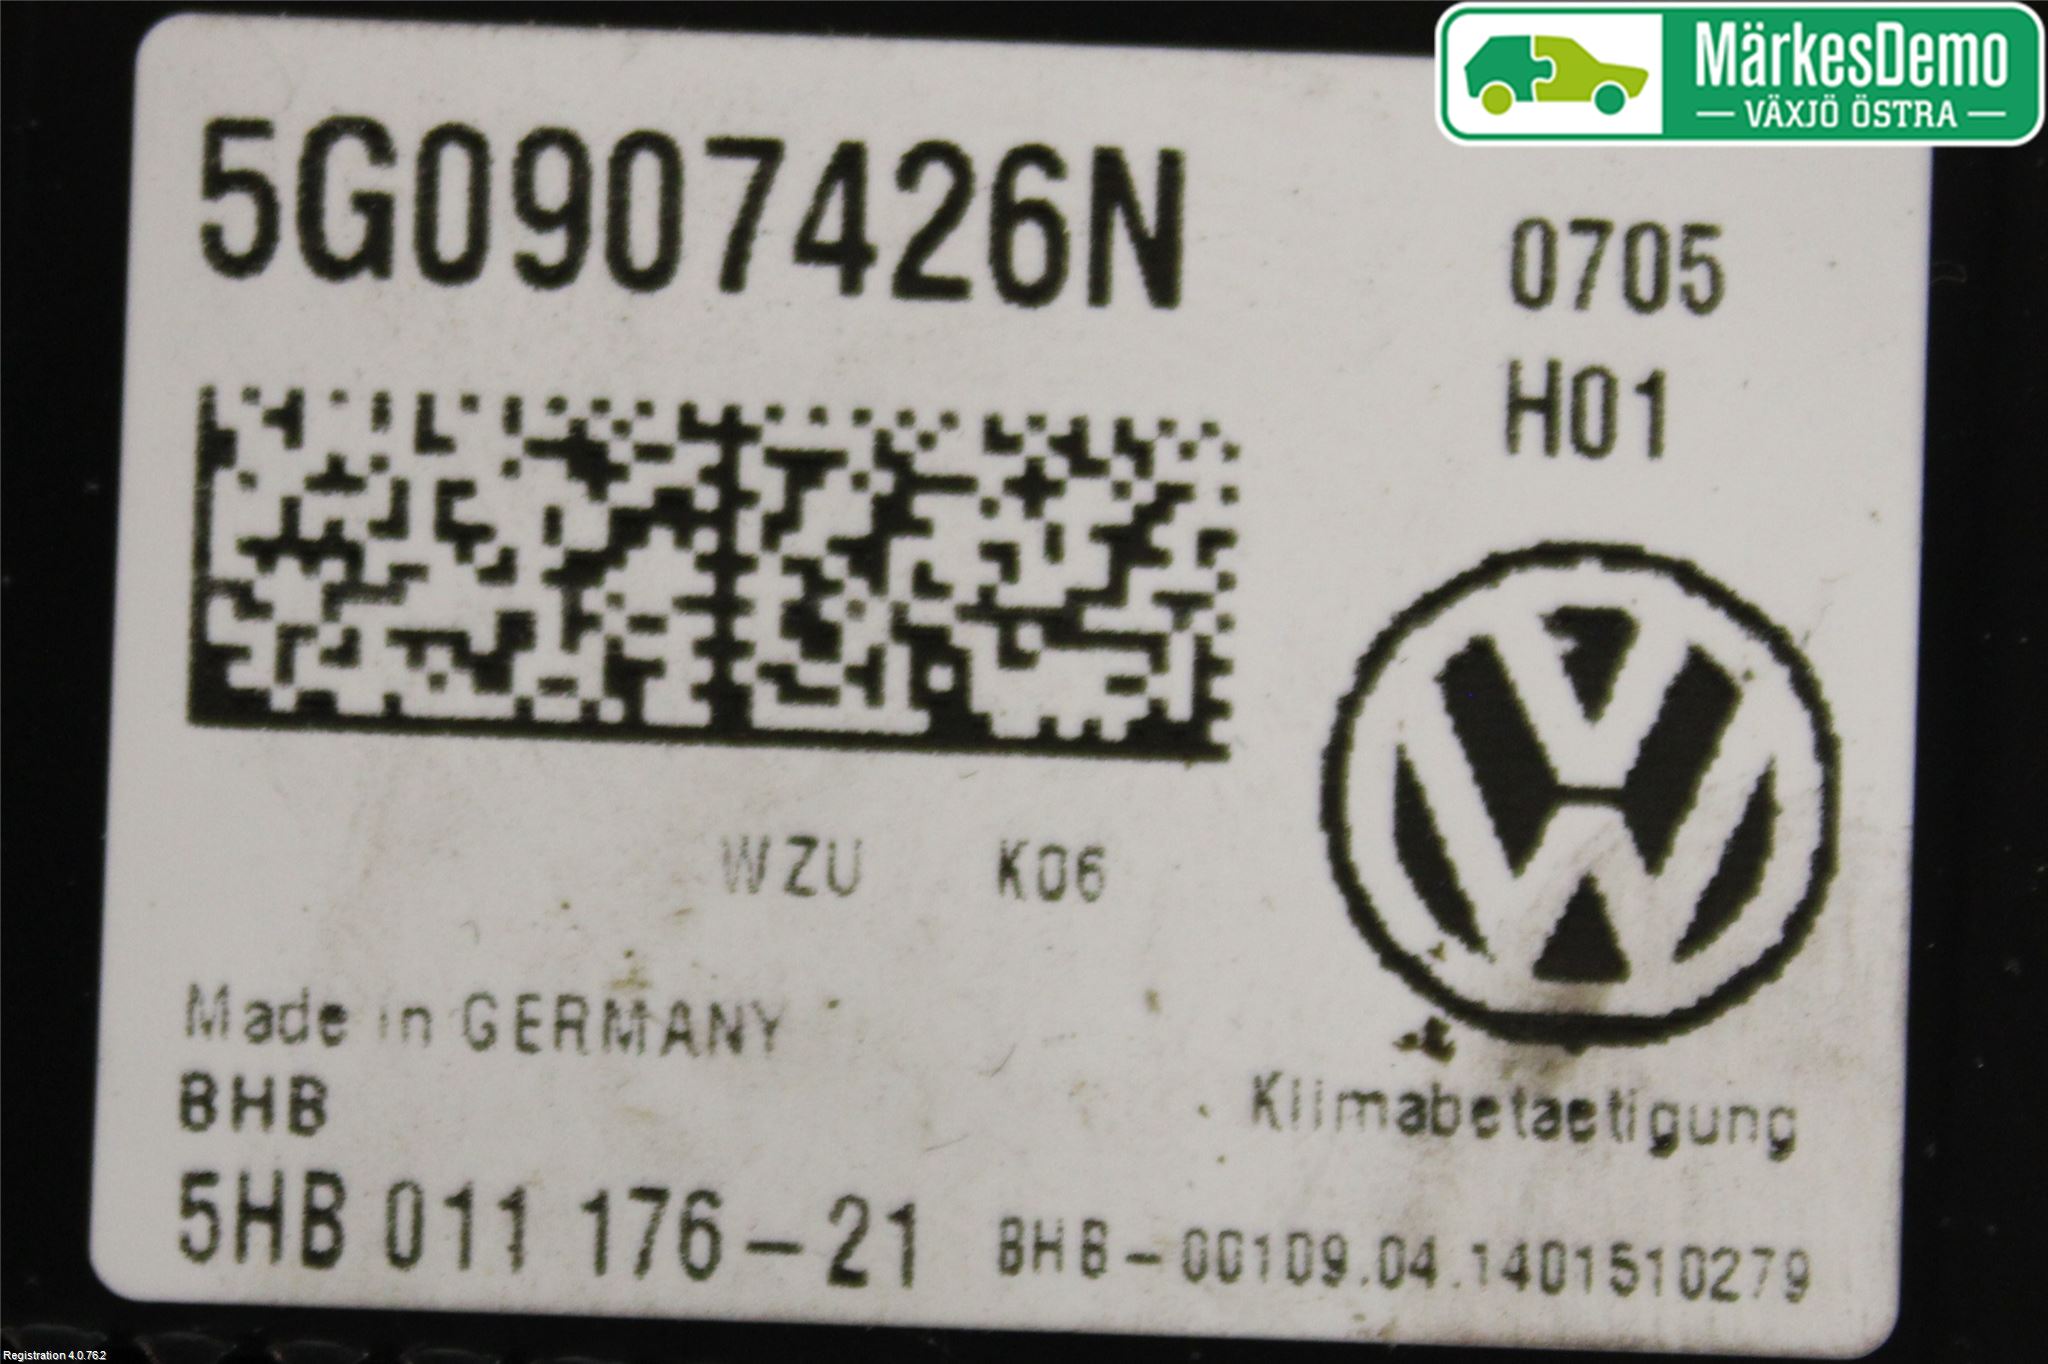 MärkesDemo
VÄXJÖ ÖSTRA
5G0907426N
0705
H01
WZU K06
Made in GERMANY
BHB
Klimabetaetigung
5HB 011 176-21 BHB-00109.04.1401510279
Registration 4.0.76.2